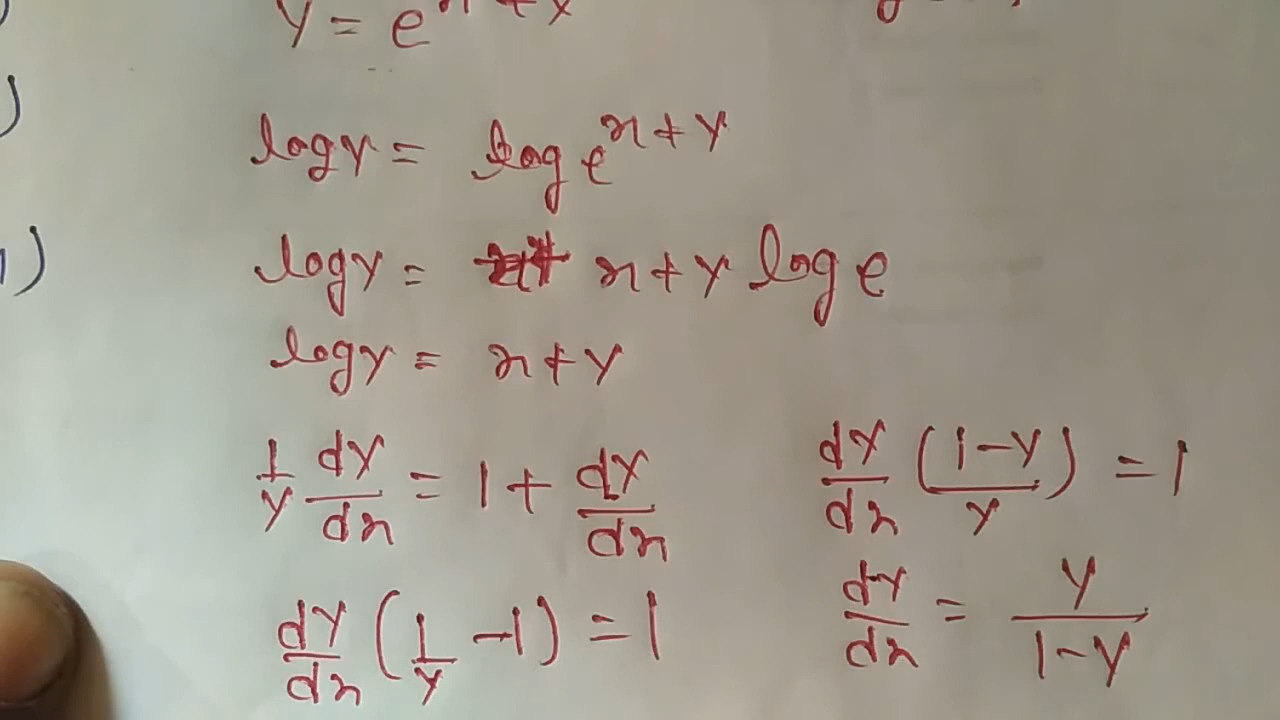 y = e^x+y
log y = log e^x+y
log y = x+y log e
log y = x+y
1/y dy/dx = 1 + dy/dx
dy/dx (1/y -1) = 1
dy/dx (1-y/y) = 1
dy/dx = y/1-y